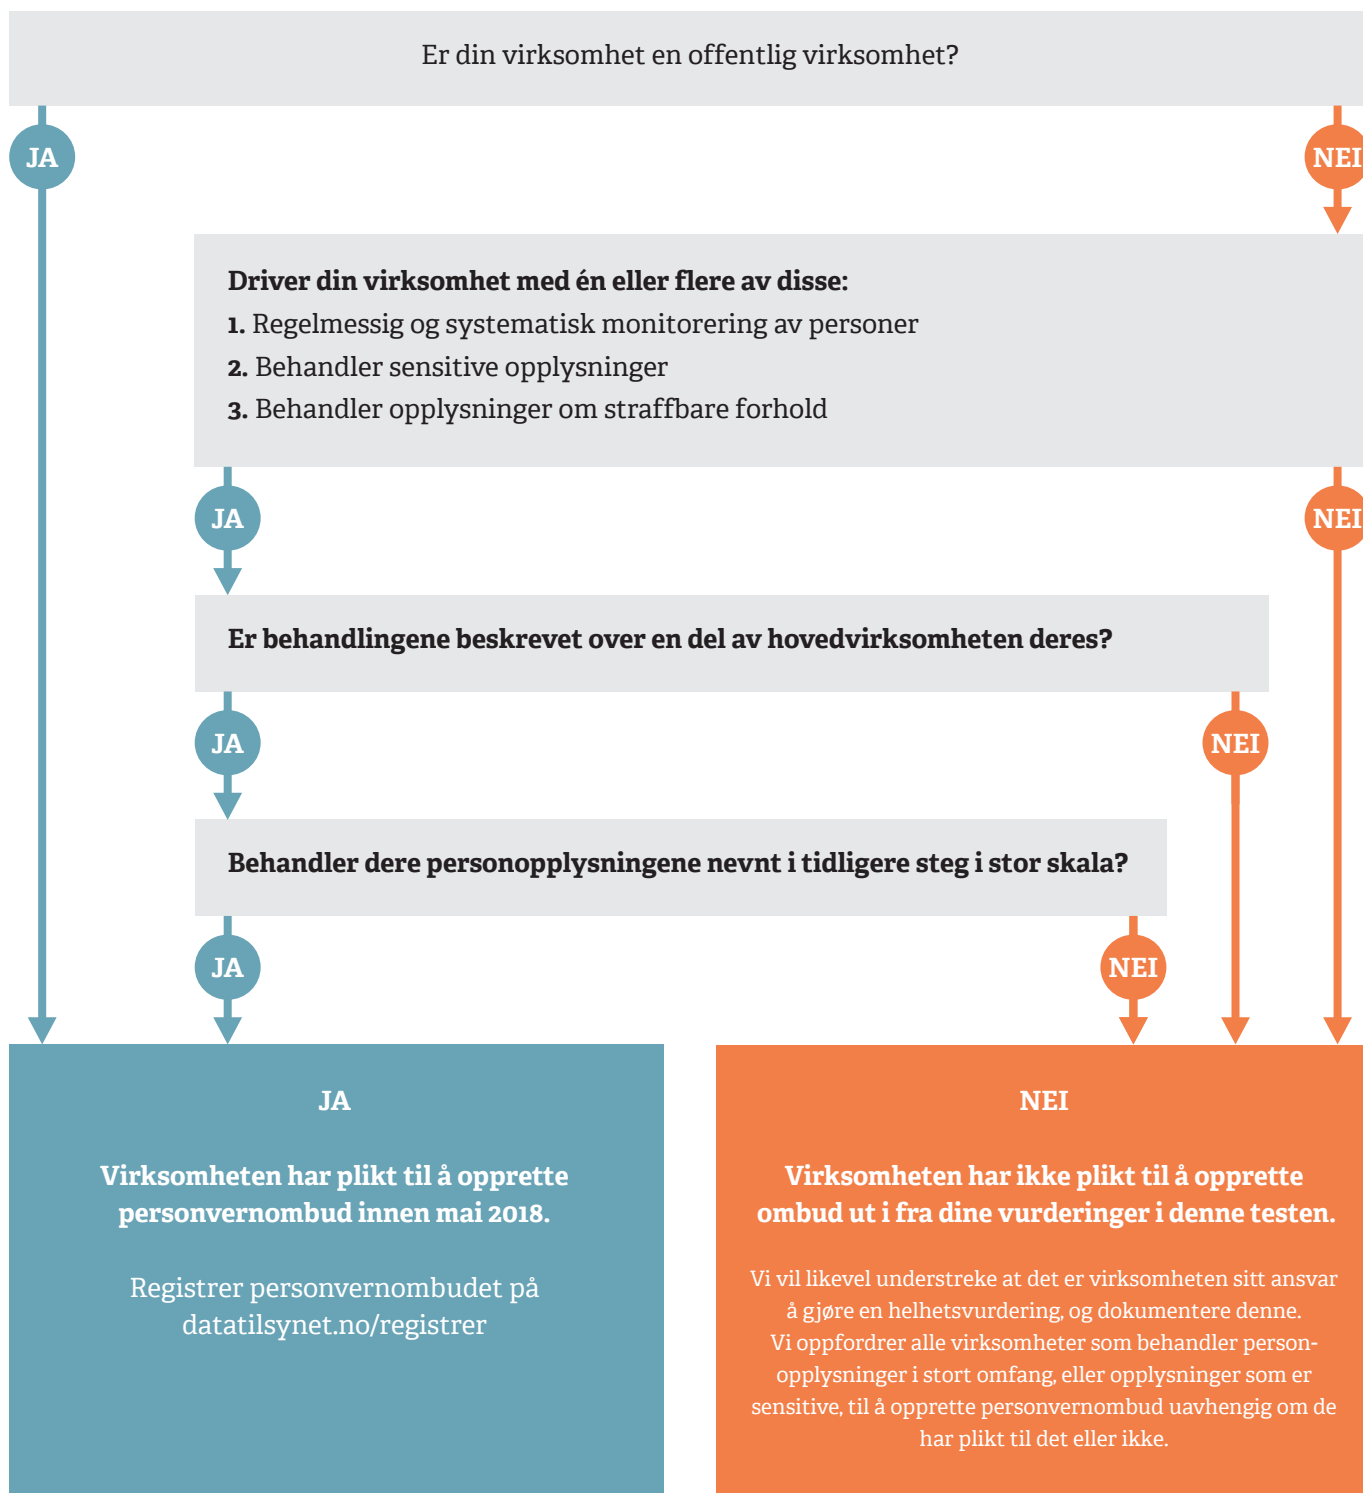 Er din virksomhet en offentlig virksomhet?
JA
NEI
Driver din virksomhet med én eller flere av disse:
1. Regelmessig og systematisk monitorering av personer
2. Behandler sensitive opplysninger
3. Behandler opplysninger om straffbare forhold
JA
NEI
Er behandlingene beskrevet over en del av hovedvirksomheten deres?
JA
NEI
Behandler dere personopplysningene nevnt i tidligere steg i stor skala?
JA
NEI
JA
Virksomheten har plikt til å opprette
personvernombud innen mai 2018.
Registrer personvernombudet på
datatilsynet.no/registrer
NEI
Virksomheten har ikke plikt til å opprette
ombud ut i fra dine vurderinger i denne testen.
Vi vil likevel understreke at det er virksomheten sitt ansvar
å gjøre en helhetsvurdering, og dokumentere denne.
Vi oppfordrer alle virksomheter som behandler person-
opplysninger i stort omfang, eller opplysninger som er
sensitive, til å opprette personvernombud uavhengig om de
har plikt til det eller ikke.